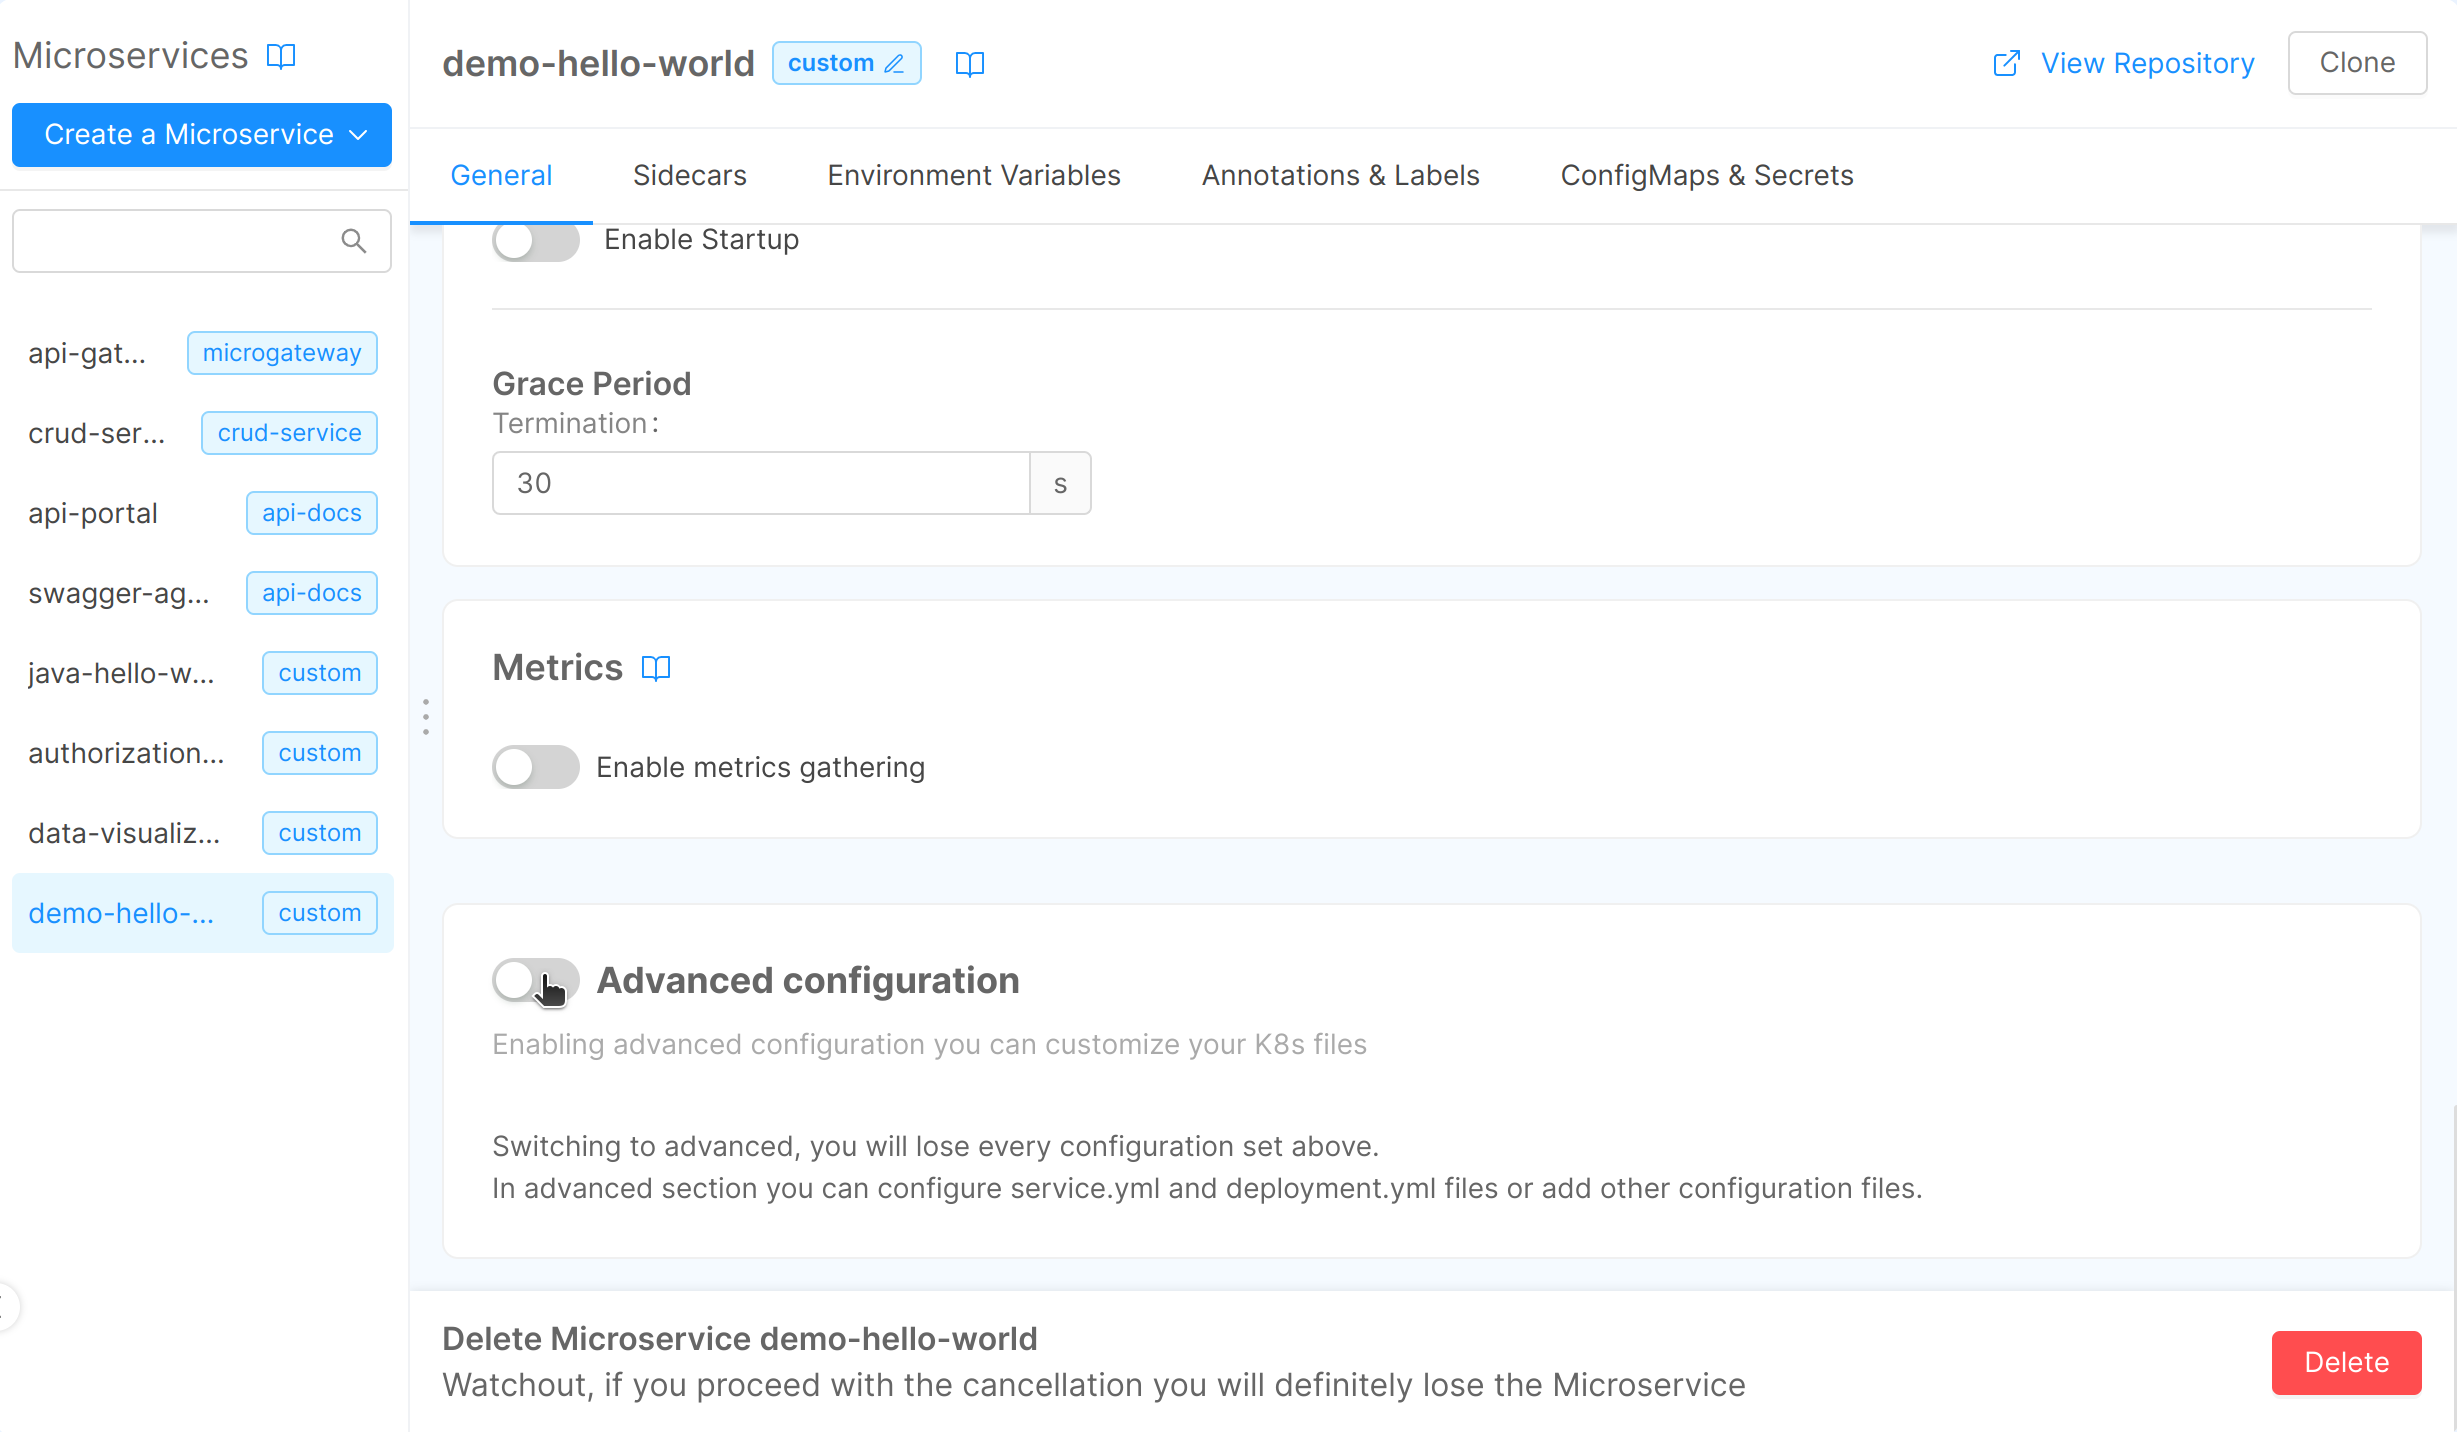 Microservices
Create a Microservice
api-gat... microgateway
crud-ser... crud-service
api-portal api-docs
swagger-ag... api-docs
java-hello-w... custom
authorization... custom
data-visualiz... custom
demo-hello-... custom
demo-hello-world custom
View Repository Clone
General Sidecars Environment Variables Annotations & Labels ConfigMaps & Secrets
Enable Startup
Grace Period
Termination:
30 s
Metrics
Enable metrics gathering
Advanced configuration
Enabling advanced configuration you can customize your K8s files
Switching to advanced, you will lose every configuration set above.
In advanced section you can configure service.yml and deployment.yml files or add other configuration files.
Delete Microservice demo-hello-world
Watchout, if you proceed with the cancellation you will definitely lose the Microservice
Delete